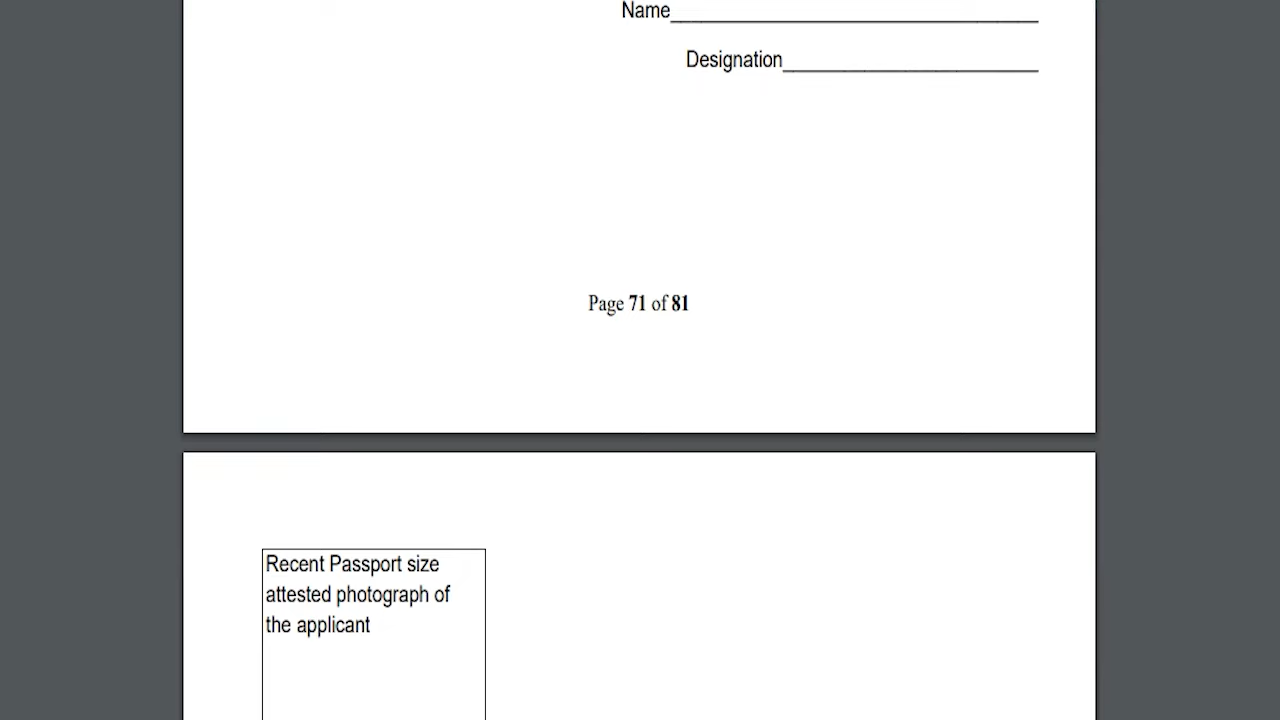 Name
Designation
Page 71 of 81
Recent Passport size
attested photograph of
the applicant